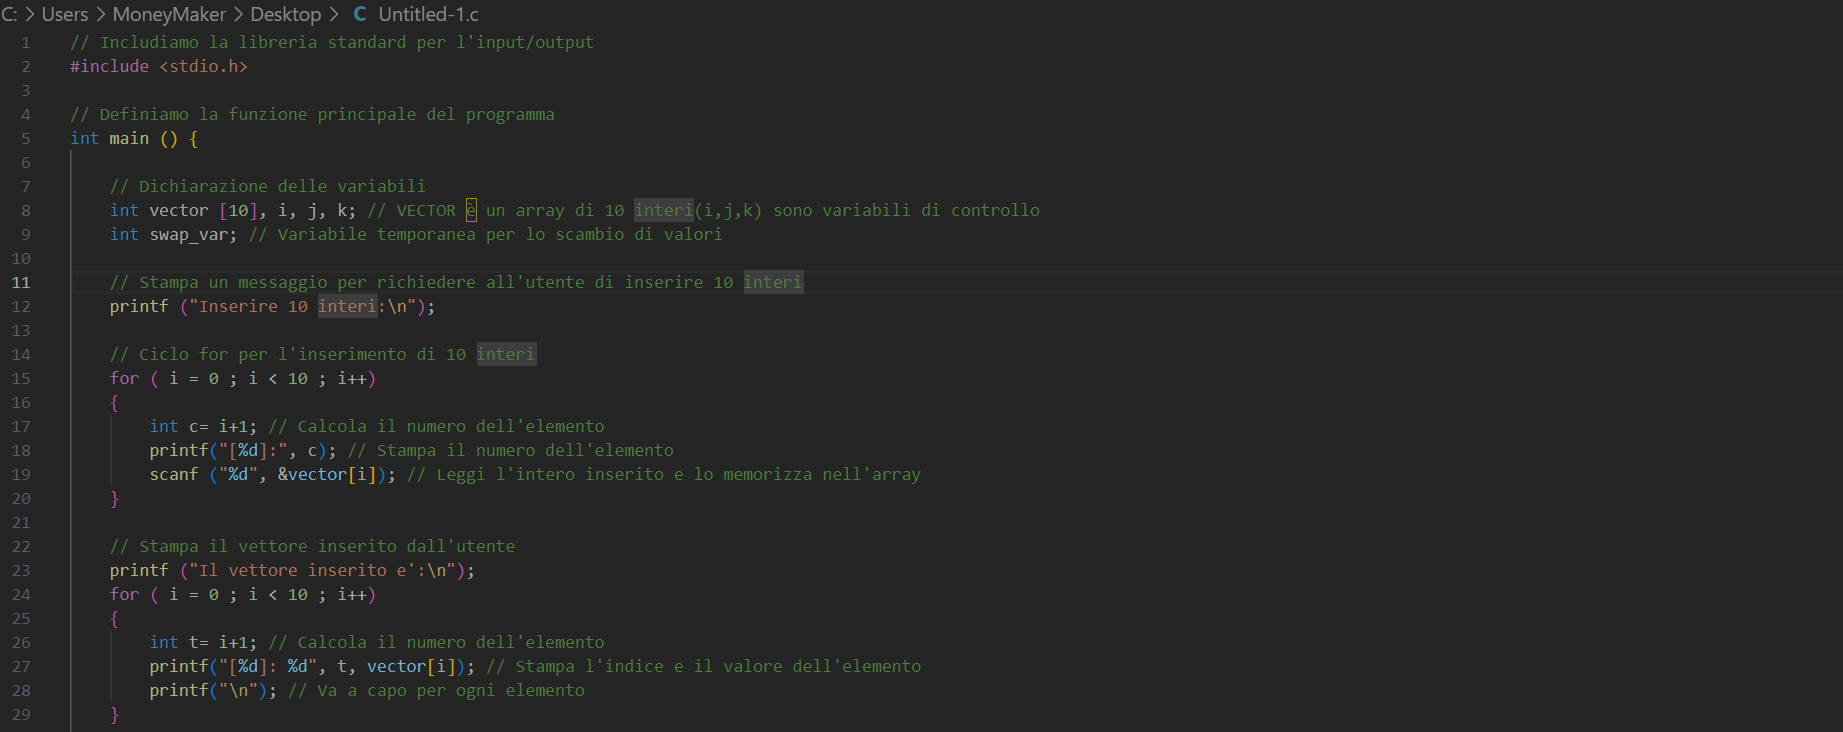 C: > Users > MoneyMaker > Desktop > C Untitled-1.c
1 // Includiamo la libreria standard per l'input/output
2 #include <stdio.h>
3
4 // Definiamo la funzione principale del programma
5 int main () {
6
7 // Dichiarazione delle variabili
8 int vector [10], i, j, k; // VECTOR è un array di 10 interi(i,j,k) sono variabili di controllo
9 int swap_var; // Variabile temporanea per lo scambio di valori
10
11 // Stampa un messaggio per richiedere all'utente di inserire 10 interi
12 printf ("Inserire 10 interi:\n");
13
14 // Ciclo for per l'inserimento di 10 interi
15 for ( i = 0 ; i < 10 ; i++)
16 {
17 int c= i+1; // Calcola il numero dell'elemento
18 printf("[%d]:", c); // Stampa il numero dell'elemento
19 scanf ("%d", &vector[i]); // Leggi l'intero inserito e lo memorizza nell'array
20 }
21
22 // Stampa il vettore inserito dall'utente
23 printf ("Il vettore inserito e':\n");
24 for ( i = 0 ; i < 10 ; i++)
25 {
26 int t= i+1; // Calcola il numero dell'elemento
27 printf("[%d]: %d", t, vector[i]); // Stampa l'indice e il valore dell'elemento
28 printf("\n"); // Va a capo per ogni elemento
29 }